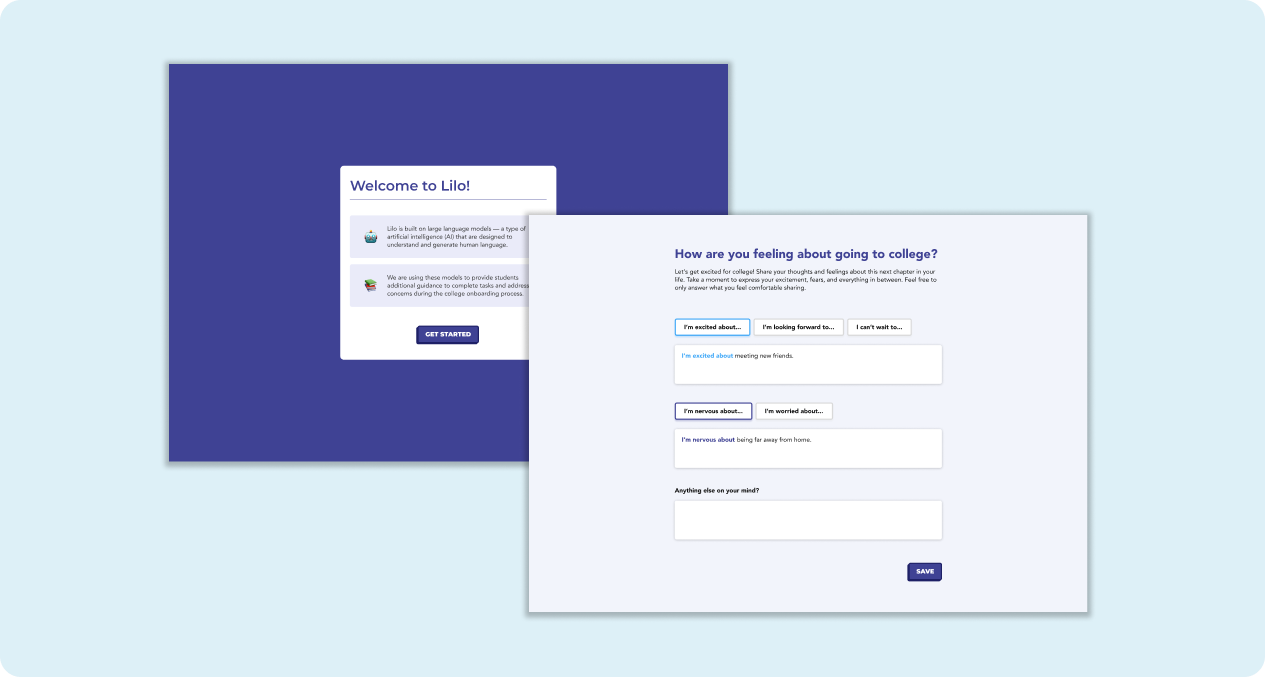 Welcome to Lilo!
Lilo is built on large language models — a type of
artificial intelligence (AI) that are designed to
understand and generate human language.
We are using these models to provide students
additional guidance to complete tasks and address
concerns during the college onboarding process.
GET STARTED
How are you feeling about going to college?
Let's get excited for college! Share your thoughts and feelings about this next chapter in your
life. Take a moment to express your excitement, fears, and everything in between. Feel free to
only answer what you feel comfortable sharing.
I'm excited about... I'm looking forward to... I can't wait to...
I'm excited about meeting new friends.
I'm nervous about... I'm worried about...
I'm nervous about being far away from home.
Anything else on your mind?
SAVE